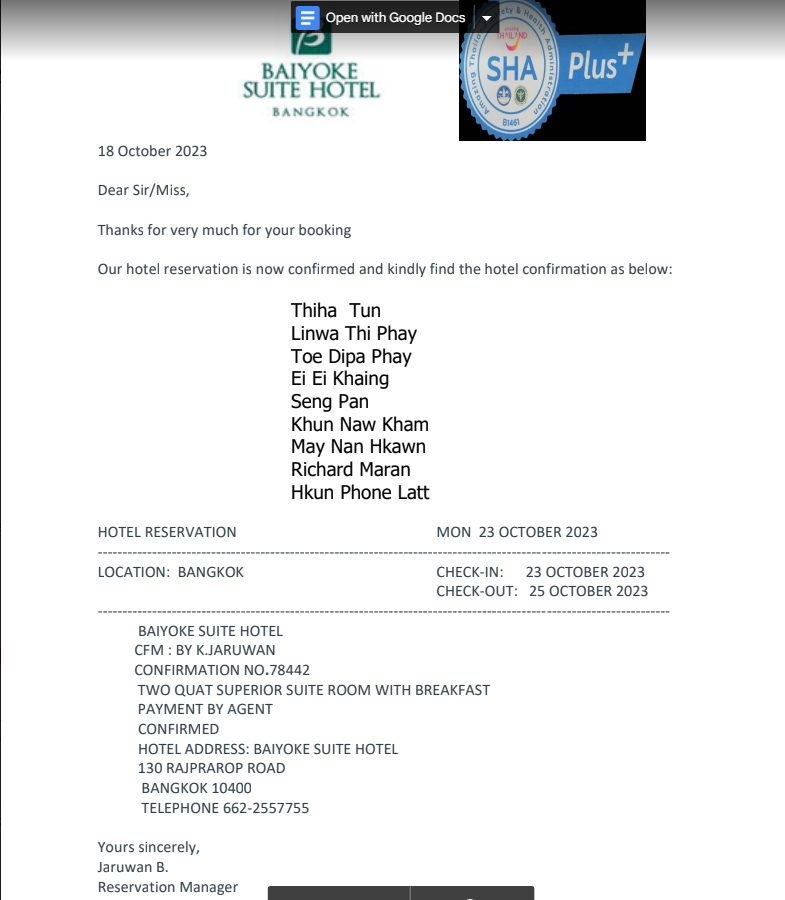 Open with Google Docs
BAIYOKE
SUITE HOTEL
BANGKOK
Amazing Thailand Safety & Health Administration
amazing
THAILAND
SHA
Plus+
B1461
18 October 2023
Dear Sir/Miss,
Thanks for very much for your booking
Our hotel reservation is now confirmed and kindly find the hotel confirmation as below:
Thiha  Tun
Linwa Thi Phay
Toe Dipa Phay
Ei Ei Khaing
Seng Pan
Khun Naw Kham
May Nan Hkawn
Richard Maran
Hkun Phone Latt
HOTEL RESERVATION MON  23 OCTOBER 2023
LOCATION:  BANGKOK CHECK-IN: 23 OCTOBER 2023
CHECK-OUT: 25 OCTOBER 2023
BAIYOKE SUITE HOTEL
CFM : BY K.JARUWAN
CONFIRMATION NO.78442
TWO QUAT SUPERIOR SUITE ROOM WITH BREAKFAST
PAYMENT BY AGENT
CONFIRMED
HOTEL ADDRESS: BAIYOKE SUITE HOTEL
130 RAJPRAROP ROAD
BANGKOK 10400
TELEPHONE 662-2557755
Yours sincerely,
Jaruwan B.
Reservation Manager